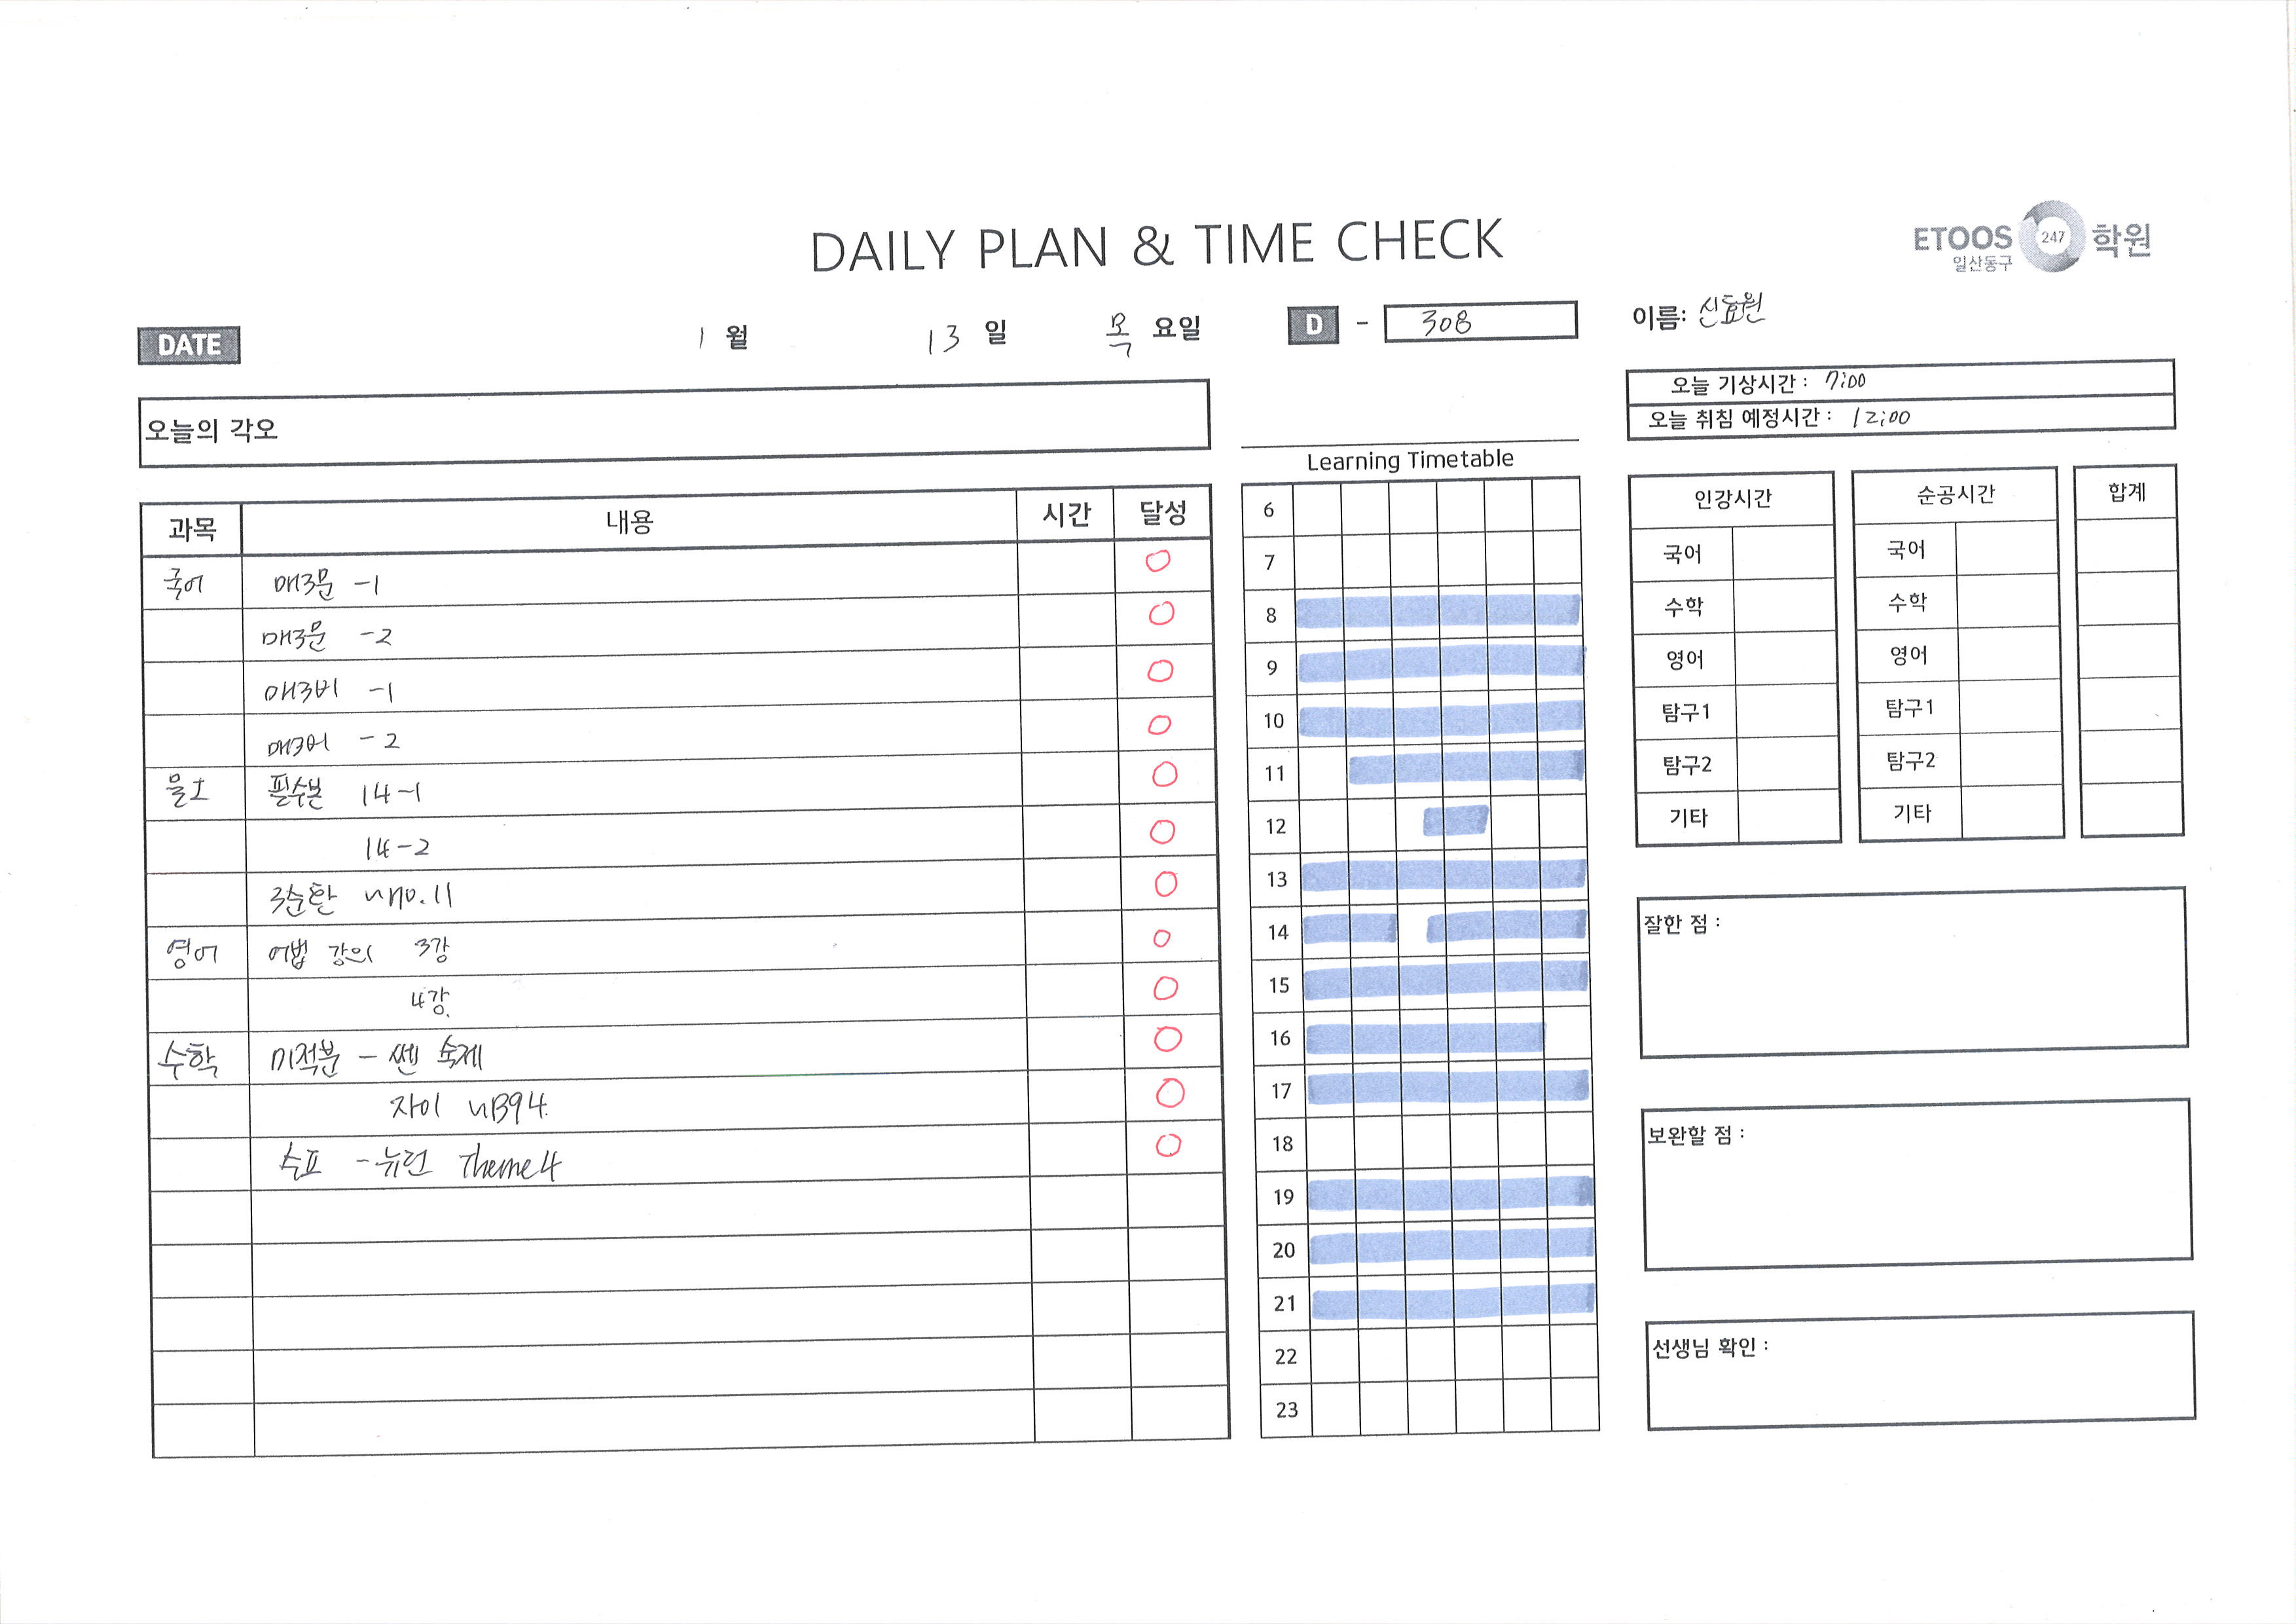 DAILY PLAN & TIME CHECK
ETOOS 247 학원
일산동구
DATE 1 월 13 일 목 요일 D - 308
이름: 신효원
오늘 기상시간 : 7:00
오늘 취침 예정시간 : 12:00
오늘의 각오
과목 내용 시간 달성
국어 매3문 -1
매3문 -2
매3비 -1
매3비 -2
물I 필수본 14-1
14-2
3순환 ~No.11
영어 어법 강의 3강
4강
수학 미적분 - 쎈 숙제
자이 ~B94
수II - 뉴런 Theme4
Learning Timetable
6
7
8
9
10
11
12
13
14
15
16
17
18
19
20
21
22
23
인강시간
국어
수학
영어
탐구1
탐구2
기타
순공시간
국어
수학
영어
탐구1
탐구2
기타
합계
잘한 점 :
보완할 점 :
선생님 확인 :